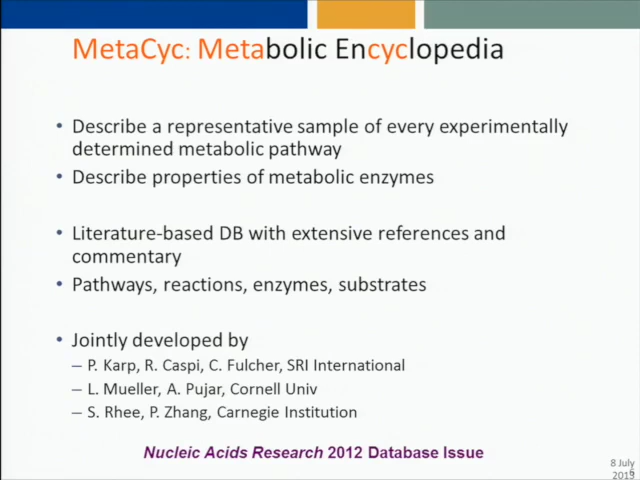 MetaCyc: Metabolic Encyclopedia
• Describe a representative sample of every experimentally
determined metabolic pathway
• Describe properties of metabolic enzymes
• Literature-based DB with extensive references and
commentary
• Pathways, reactions, enzymes, substrates
• Jointly developed by
– P. Karp, R. Caspi, C. Fulcher, SRI International
– L. Mueller, A. Pujar, Cornell Univ
– S. Rhee, P. Zhang, Carnegie Institution
Nucleic Acids Research 2012 Database Issue
8 July
2013
6